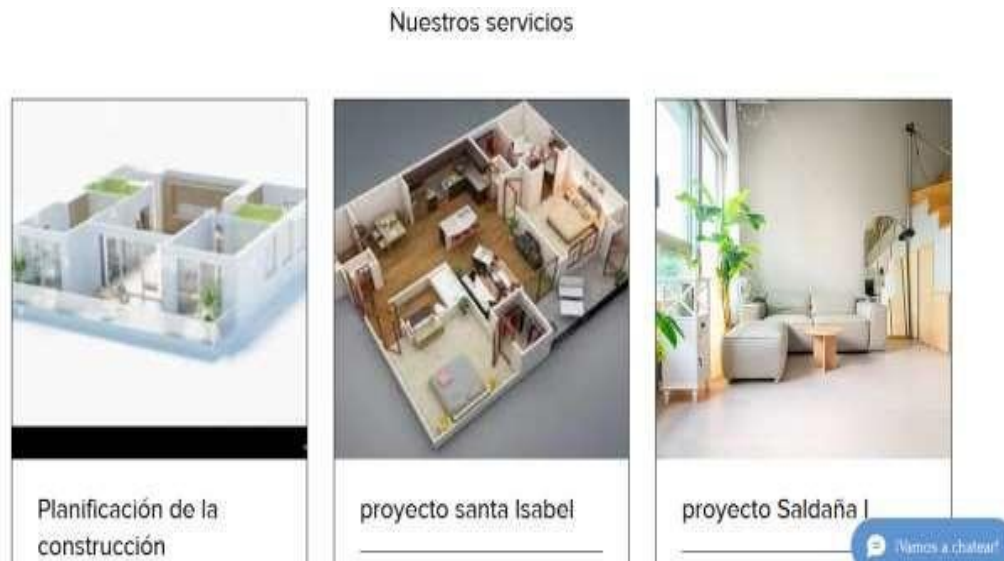 Nuestros servicios
Planificación de la
construcción
proyecto santa Isabel
proyecto Saldaña I
¡Vamos a chatear!